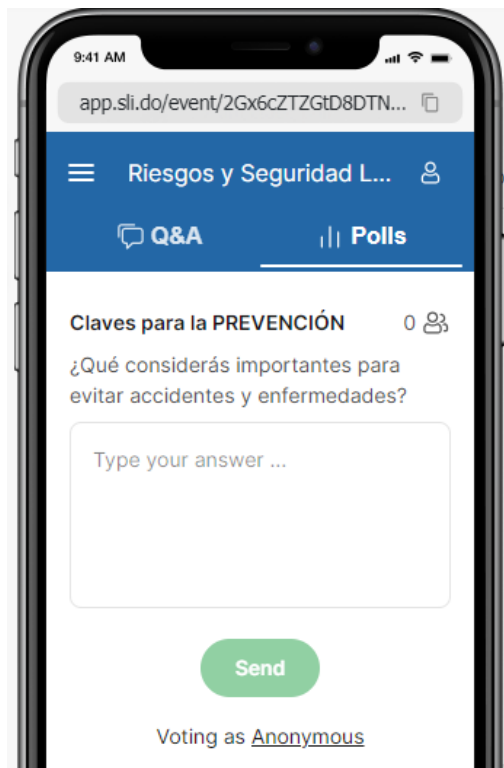 9:41 AM
app.sli.do/event/2Gx6cZTZGtD8DTN...
Riesgos y Seguridad L...
Q&A
Polls
Claves para la PREVENCIÓN 0
¿Qué considerás importantes para
evitar accidentes y enfermedades?
Type your answer ...
Send
Voting as Anonymous